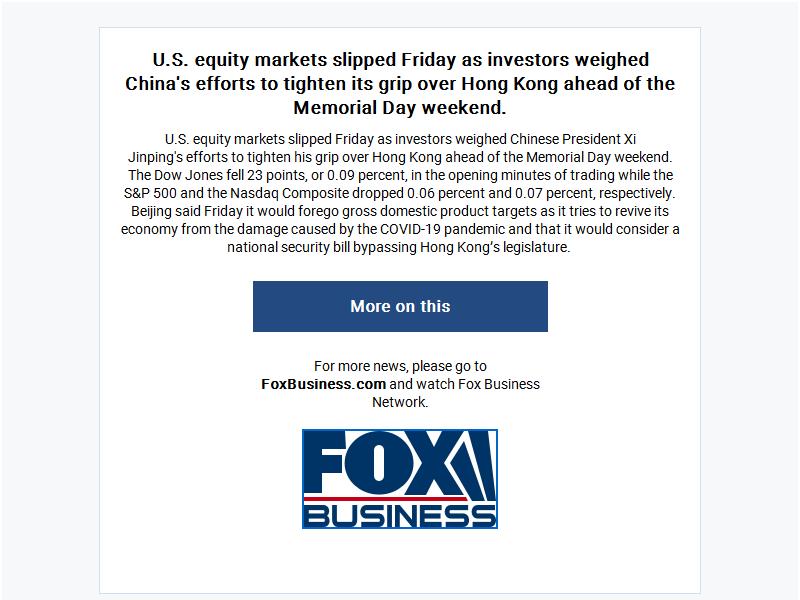 U.S. equity markets slipped Friday as investors weighed
China's efforts to tighten its grip over Hong Kong ahead of the
Memorial Day weekend.
U.S. equity markets slipped Friday as investors weighed Chinese President Xi
Jinping's efforts to tighten his grip over Hong Kong ahead of the Memorial Day weekend.
The Dow Jones fell 23 points, or 0.09 percent, in the opening minutes of trading while the
S&P 500 and the Nasdaq Composite dropped 0.06 percent and 0.07 percent, respectively.
Beijing said Friday it would forego gross domestic product targets as it tries to revive its
economy from the damage caused by the COVID-19 pandemic and that it would consider a
national security bill bypassing Hong Kong’s legislature.
More on this
For more news, please go to
FoxBusiness.com and watch Fox Business
Network.
FOX
BUSINESS